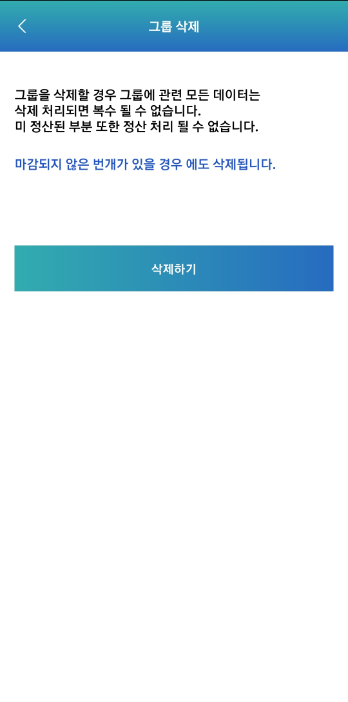 그룹 삭제
그룹을 삭제할 경우 그룹에 관련 모든 데이터는
삭제 처리되면 복수 될 수 없습니다.
미 정산된 부분 또한 정산 처리 될 수 없습니다.
마감되지 않은 번개가 있을 경우 에도 삭제됩니다.
삭제하기